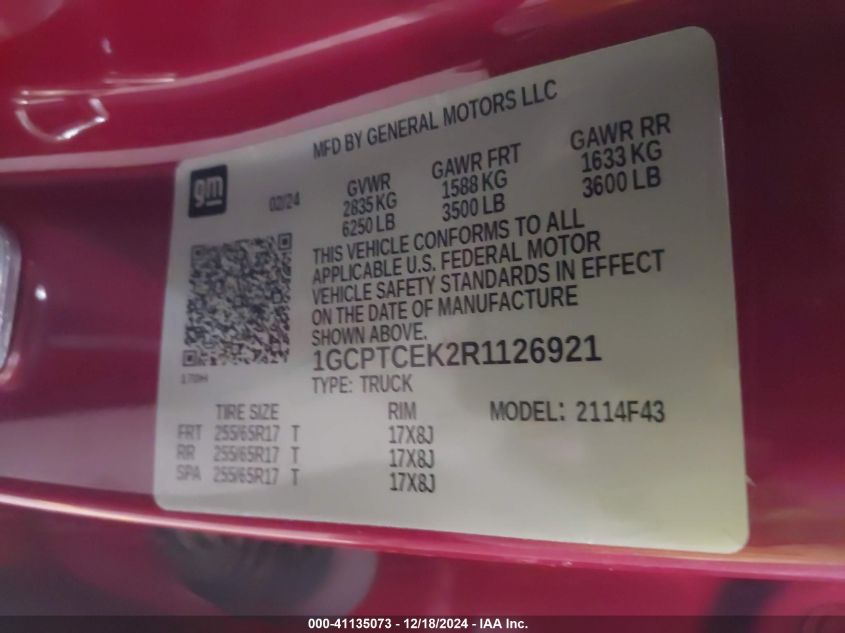 MFD BY GENERAL MOTORS LLC
gm
02/24
GVWR GAWR FRT GAWR RR
2835 KG 1588 KG 1633 KG
6250 LB 3500 LB 3600 LB
THIS VEHICLE CONFORMS TO ALL
APPLICABLE U.S. FEDERAL MOTOR
VEHICLE SAFETY STANDARDS IN EFFECT
ON THE DATE OF MANUFACTURE
SHOWN ABOVE.
1GCPTCEK2R1126921
TYPE: TRUCK
TIRE SIZE RIM MODEL: 2114F43
FRT 255/65R17 T 17X8J
RR 255/65R17 T 17X8J
SPA 255/65R17 T 17X8J
000-41135073 — 12/18/2024 — IAA Inc.